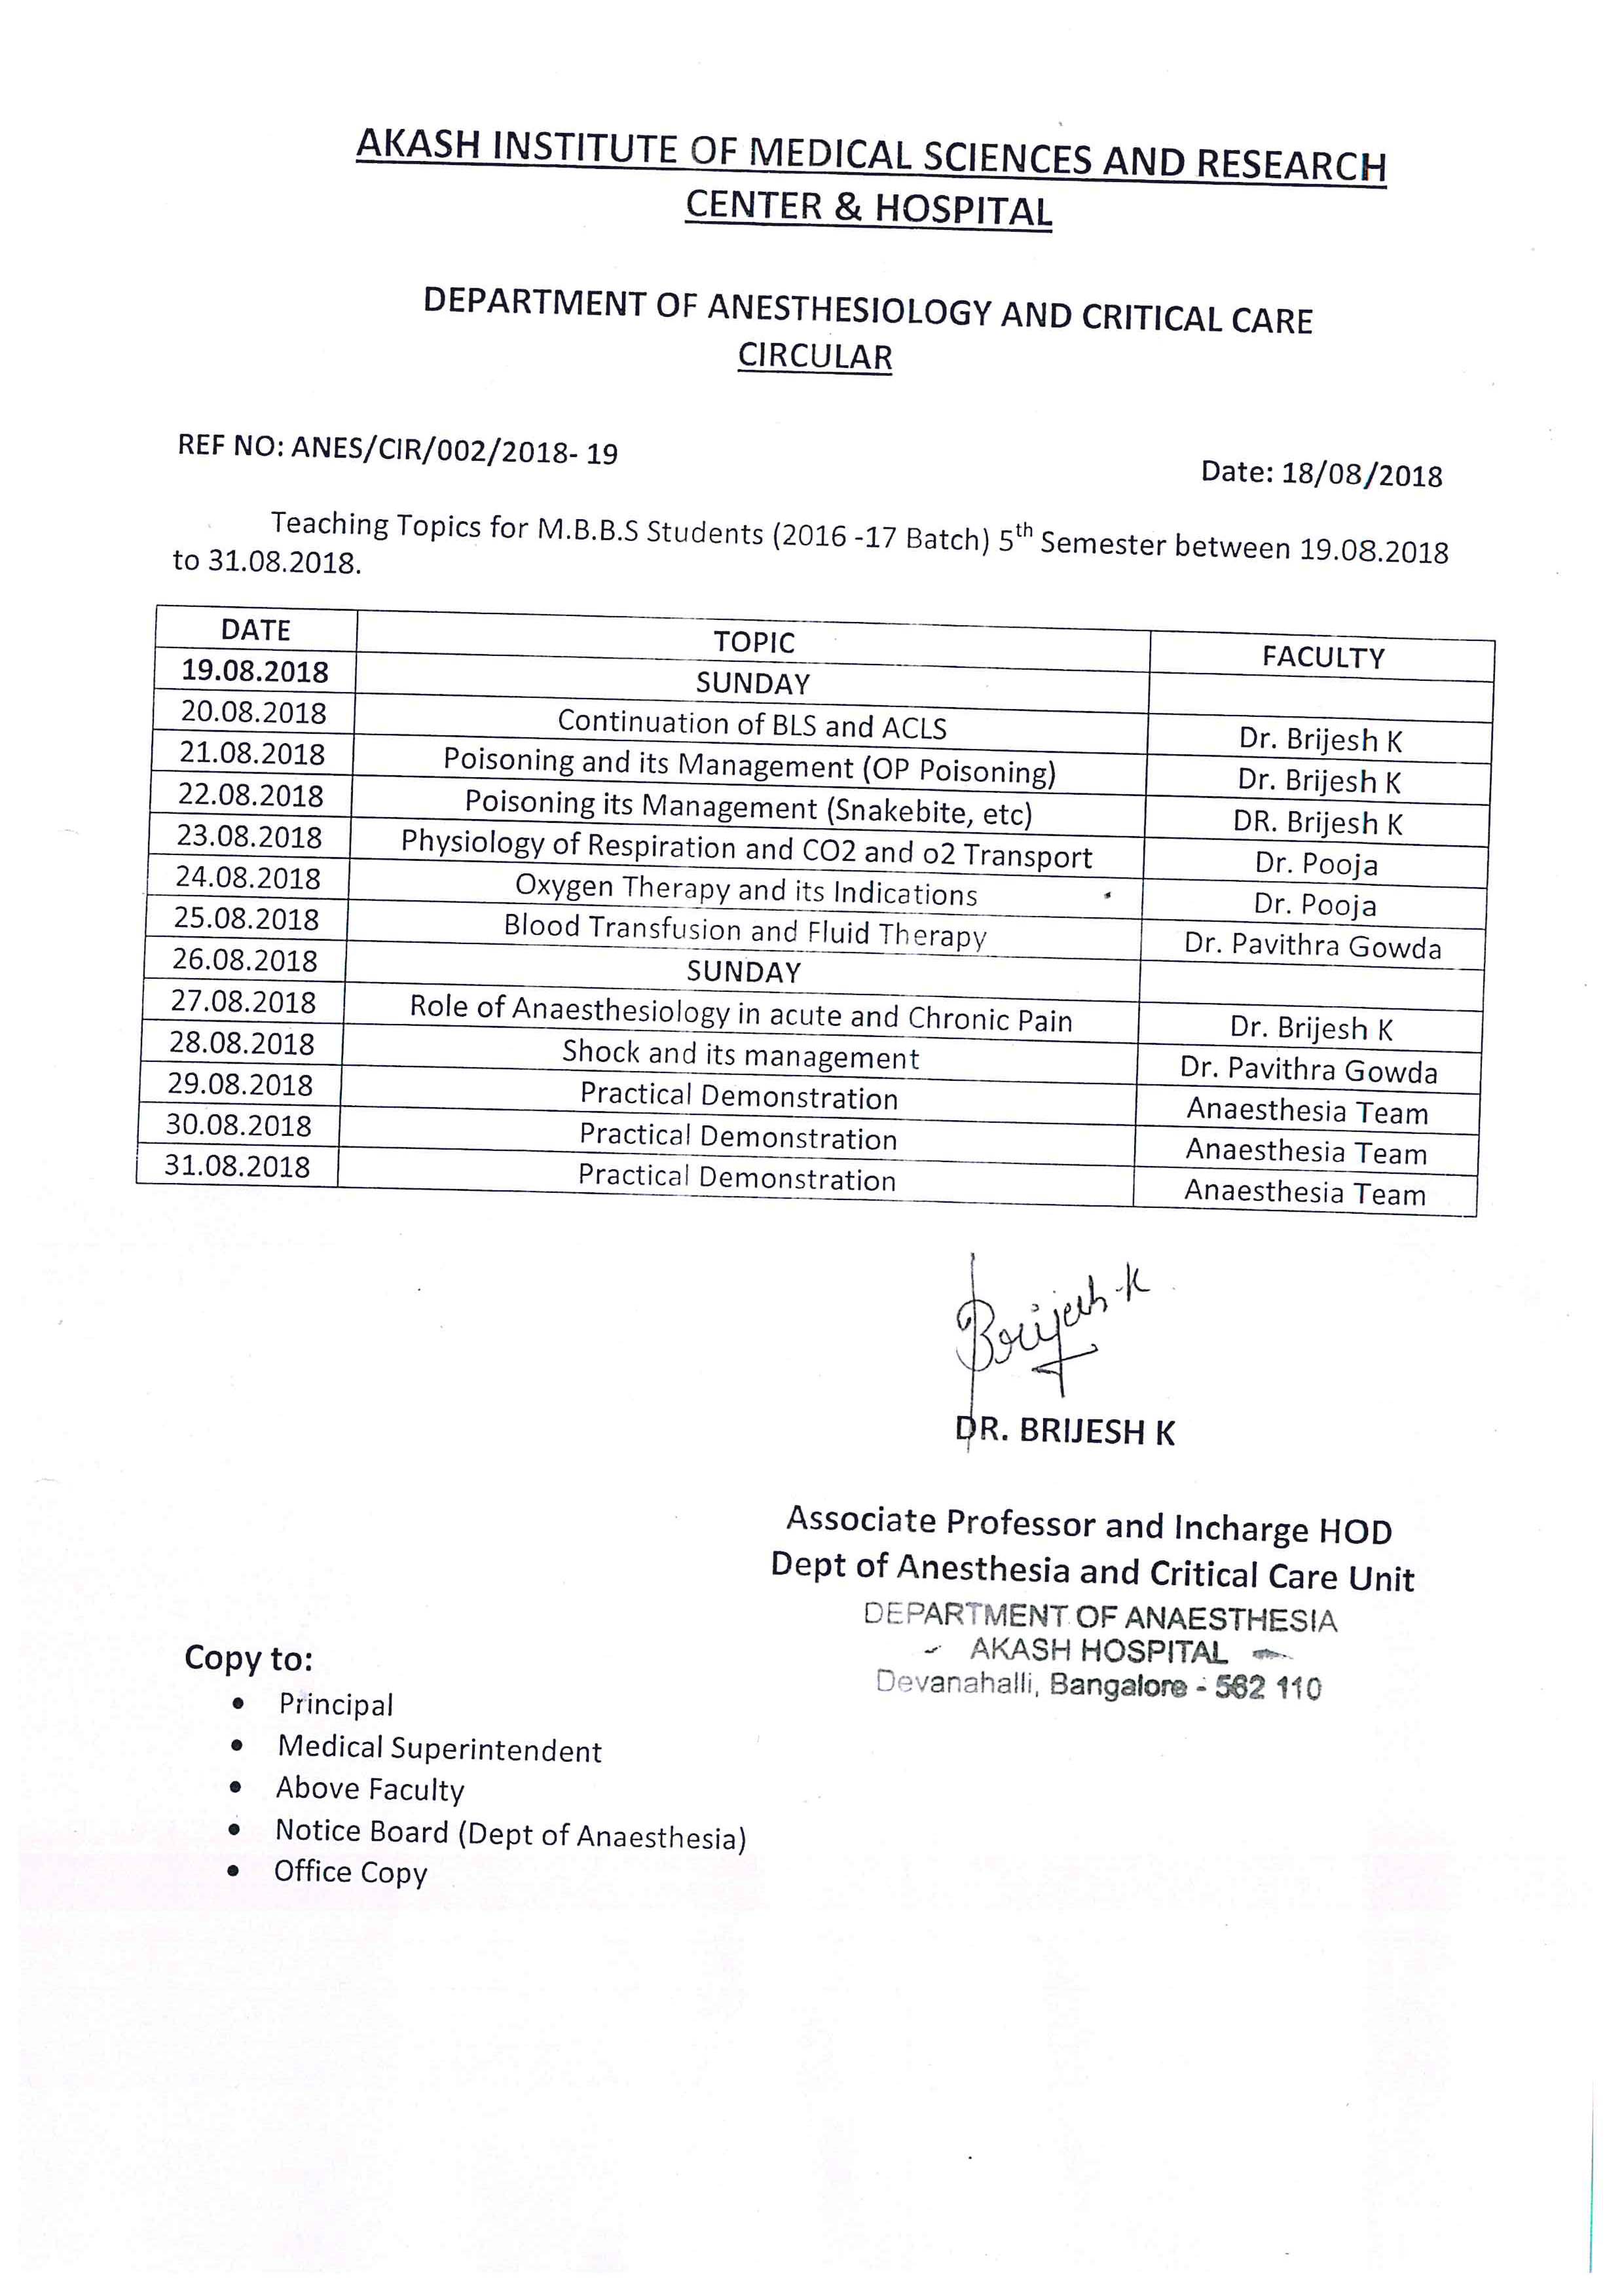 AKASH INSTITUTE OF MEDICAL SCIENCES AND RESEARCH
CENTER & HOSPITAL
DEPARTMENT OF ANESTHESIOLOGY AND CRITICAL CARE
CIRCULAR
REF NO: ANES/CIR/002/2018- 19
Date: 18/08/2018
Teaching Topics for M.B.B.S Students (2016 -17 Batch) 5th Semester between 19.08.2018
to 31.08.2018.
DATE TOPIC FACULTY
19.08.2018 SUNDAY
20.08.2018 Continuation of BLS and ACLS Dr. Brijesh K
21.08.2018 Poisoning and its Management (OP Poisoning) Dr. Brijesh K
22.08.2018 Poisoning its Management (Snakebite, etc) DR. Brijesh K
23.08.2018 Physiology of Respiration and CO2 and o2 Transport Dr. Pooja
24.08.2018 Oxygen Therapy and its Indications Dr. Pooja
25.08.2018 Blood Transfusion and Fluid Therapy Dr. Pavithra Gowda
26.08.2018 SUNDAY
27.08.2018 Role of Anaesthesiology in acute and Chronic Pain Dr. Brijesh K
28.08.2018 Shock and its management Dr. Pavithra Gowda
29.08.2018 Practical Demonstration Anaesthesia Team
30.08.2018 Practical Demonstration Anaesthesia Team
31.08.2018 Practical Demonstration Anaesthesia Team
Brijesh K
DR. BRIJESH K
Associate Professor and Incharge HOD
Dept of Anesthesia and Critical Care Unit
DEPARTMENT OF ANAESTHESIA
AKASH HOSPITAL
Devanahalli, Bangalore - 562 110
Copy to:
• Principal
• Medical Superintendent
• Above Faculty
• Notice Board (Dept of Anaesthesia)
• Office Copy